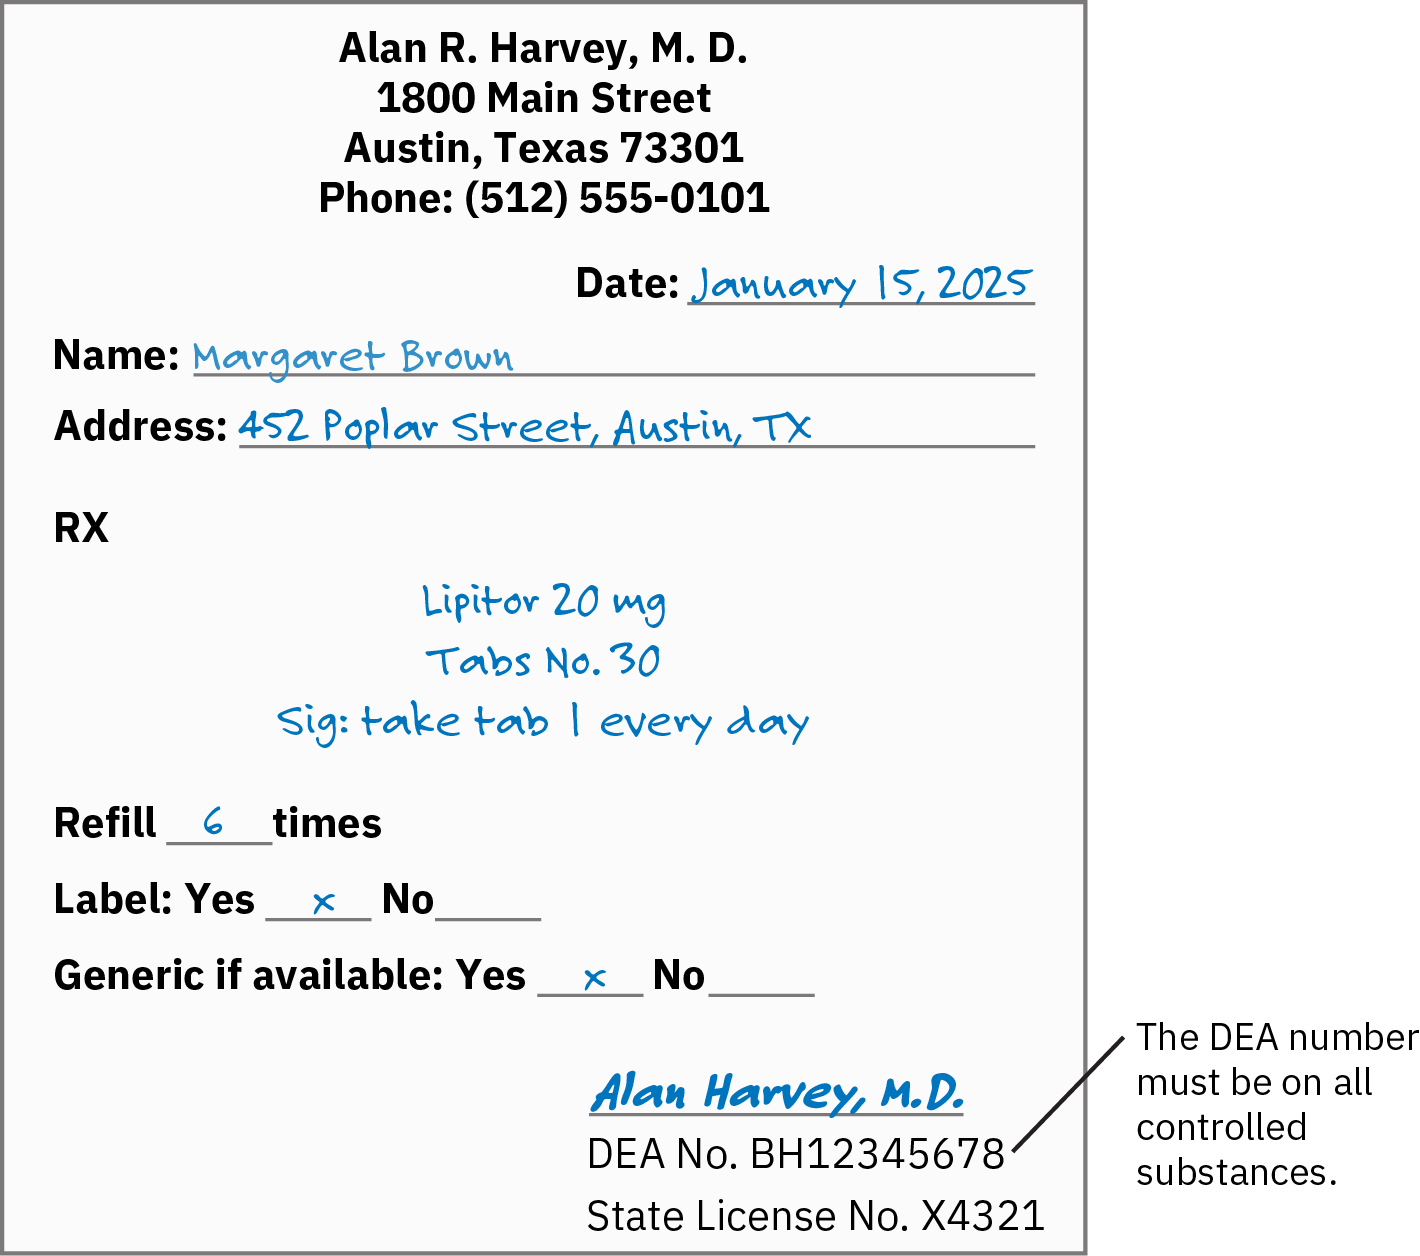 Alan R. Harvey, M. D.
1800 Main Street
Austin, Texas 73301
Phone: (512) 555-0101
Date: January 15, 2025
Name: Margaret Brown
Address: 452 Poplar Street, Austin, TX
RX
Lipitor 20 mg
Tabs No. 30
Sig: take tab 1 every day
Refill 6 times
Label: Yes x No
Generic if available: Yes x No
Alan Harvey, M.D.
DEA No. BH12345678
State License No. X4321
The DEA number
must be on all
controlled
substances.